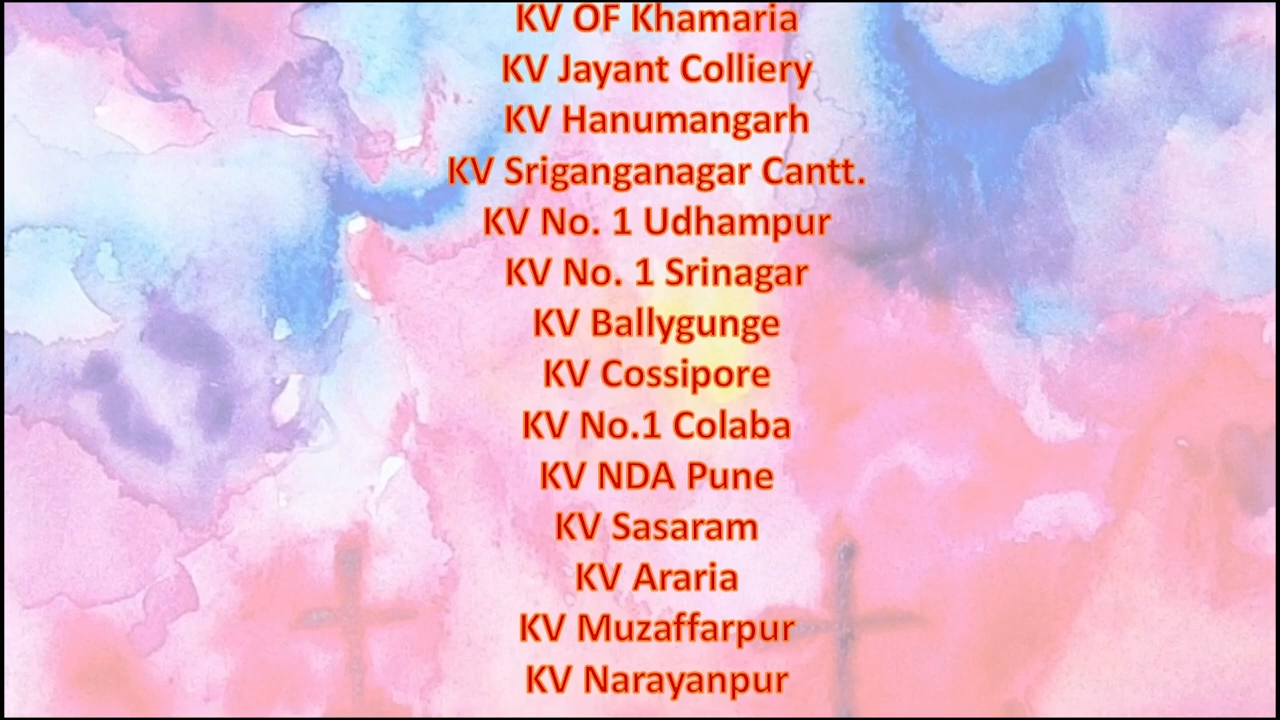 KV OF Khamaria
KV Jayant Colliery
KV Hanumangarh
KV Sriganganagar Cantt.
KV No. 1 Udhampur
KV No. 1 Srinagar
KV Ballygunge
KV Cossipore
KV No.1 Colaba
KV NDA Pune
KV Sasaram
KV Araria
KV Muzaffarpur
KV Narayanpur